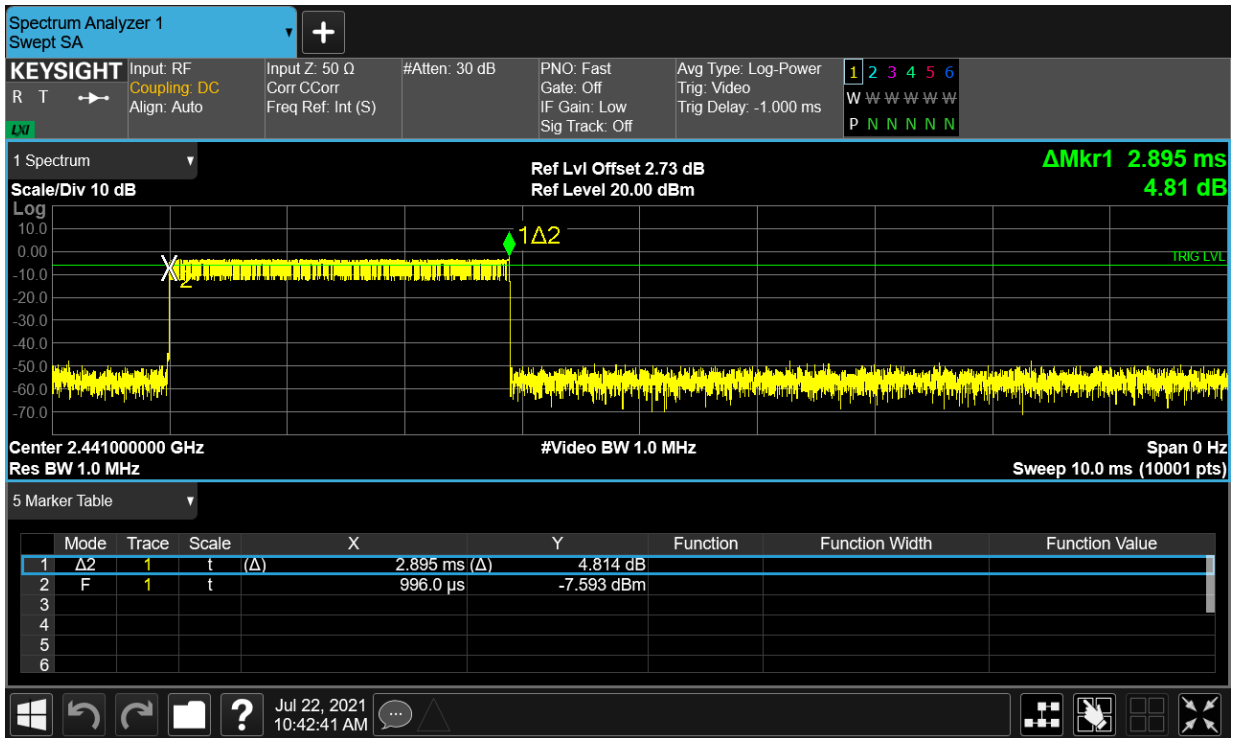 Spectrum Analyzer 1
Swept SA
KEYSIGHT
R T
LXI
Input: RF
Coupling: DC
Align: Auto
Input Z: 50 Ω
Corr CCorr
Freq Ref: Int (S)
#Atten: 30 dB
PNO: Fast
Gate: Off
IF Gain: Low
Sig Track: Off
Avg Type: Log-Power
Trig: Video
Trig Delay: -1.000 ms
1 2 3 4 5 6
W W W W W W
P N N N N N
1 Spectrum
Scale/Div 10 dB
Ref Lvl Offset 2.73 dB
Ref Level 20.00 dBm
ΔMkr1 2.895 ms
4.81 dB
Log
10.0
0.00
-10.0
-20.0
-30.0
-40.0
-50.0
-60.0
-70.0
1Δ2
2
TRIG LVL
Center 2.441000000 GHz
#Video BW 1.0 MHz
Span 0 Hz
Res BW 1.0 MHz
Sweep 10.0 ms (10001 pts)
5 Marker Table
Mode Trace Scale X Y Function Function Width Function Value
1 Δ2 1 t (Δ) 2.895 ms (Δ) 4.814 dB
2 F 1 t 996.0 µs -7.593 dBm
3
4
5
6
?
Jul 22, 2021
10:42:41 AM